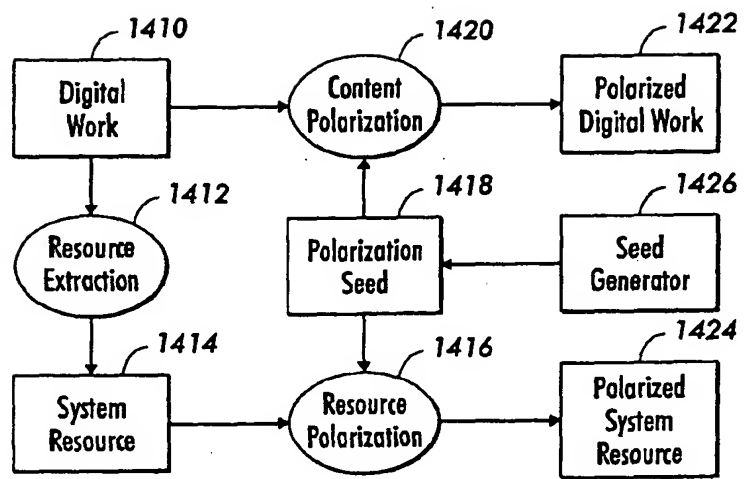 1410
1420
1422
Digital
Work
Content
Polarization
Polarized
Digital Work
1412
1418
1426
Resource
Extraction
Polarization
Seed
Seed
Generator
1414
1416
1424
System
Resource
Resource
Polarization
Polarized
System
Resource